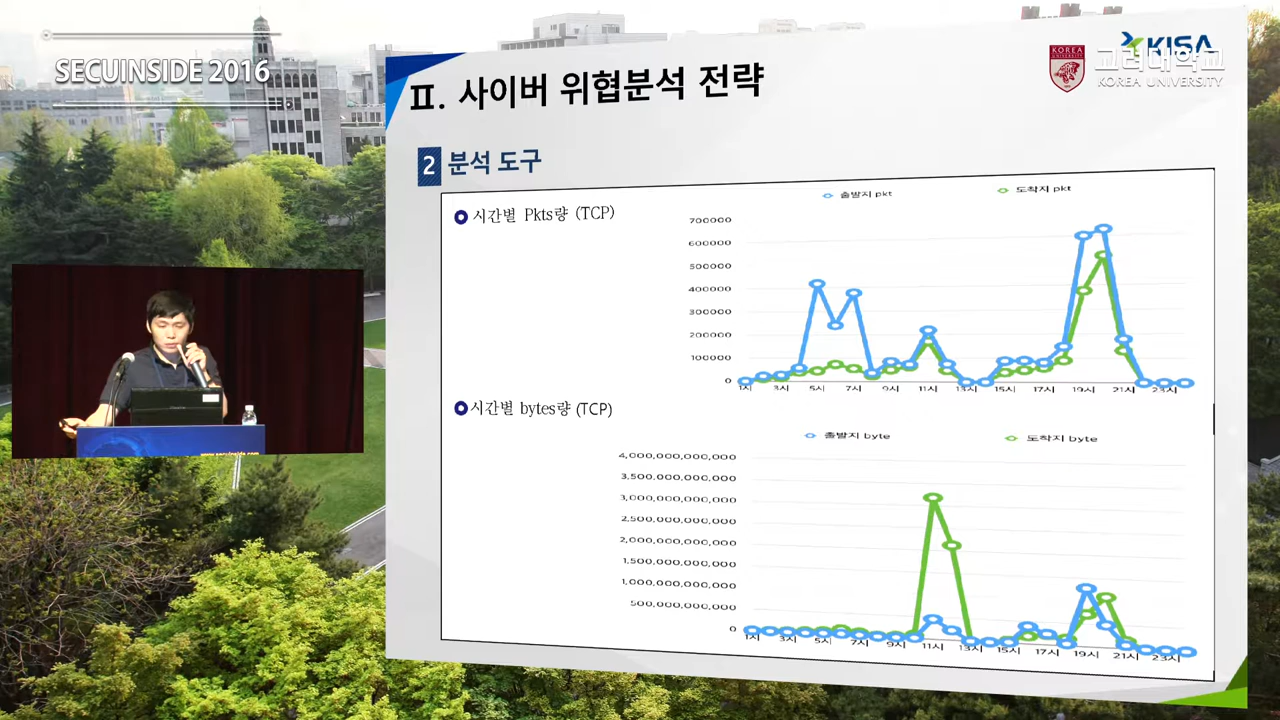 SECUINSIDE 2016
KISA
KOREA UNIVERSITY
고려대학교
KOREA UNIVERSITY
II. 사이버 위협분석 전략
2 분석 도구
시간별 Pkts량 (TCP)
출발지 pkt 도착지 pkt
700000
600000
500000
400000
300000
200000
100000
0
1시 3시 5시 7시 9시 11시 13시 15시 17시 19시 21시 23시
시간별 bytes량 (TCP)
출발지 byte 도착지 byte
4,000,000,000,000
3,500,000,000,000
3,000,000,000,000
2,500,000,000,000
2,000,000,000,000
1,500,000,000,000
1,000,000,000,000
500,000,000,000
0
1시 3시 5시 7시 9시 11시 13시 15시 17시 19시 21시 23시